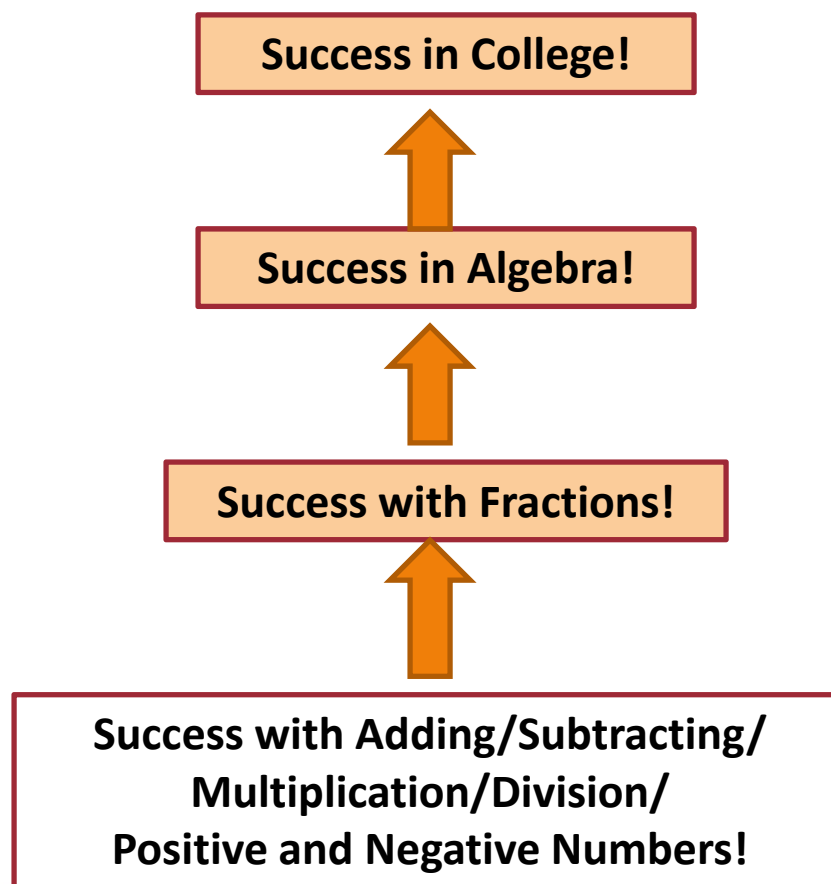 Success in College!
Success in Algebra!
Success with Fractions!
Success with Adding/Subtracting/
Multiplication/Division/
Positive and Negative Numbers!